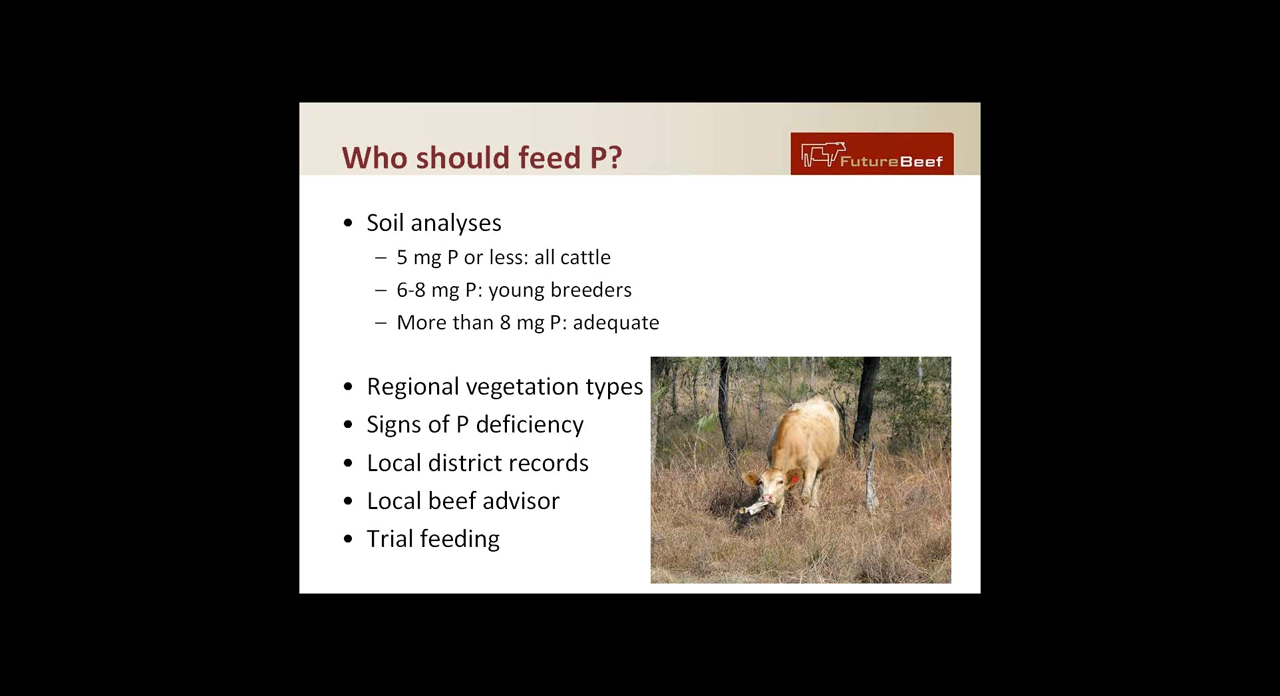 Who should feed P?
FutureBeef
• Soil analyses
– 5 mg P or less: all cattle
– 6-8 mg P: young breeders
– More than 8 mg P: adequate
• Regional vegetation types
• Signs of P deficiency
• Local district records
• Local beef advisor
• Trial feeding